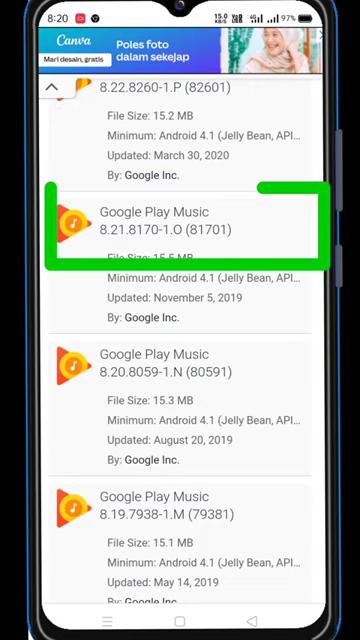 8:20
15.0 KB/S
4G
97%
Canva
Mari desain, gratis
Poles foto
dalam sekejap
8.22.8260-1.P (82601)
File Size: 15.2 MB
Minimum: Android 4.1 (Jelly Bean, API...
Updated: March 30, 2020
By: Google Inc.
Google Play Music
8.21.8170-1.O (81701)
File Size: 15.5 MB
Minimum: Android 4.1 (Jelly Bean, API...
Updated: November 5, 2019
By: Google Inc.
Google Play Music
8.20.8059-1.N (80591)
File Size: 15.3 MB
Minimum: Android 4.1 (Jelly Bean, API...
Updated: August 20, 2019
By: Google Inc.
Google Play Music
8.19.7938-1.M (79381)
File Size: 15.1 MB
Minimum: Android 4.1 (Jelly Bean, API...
Updated: May 14, 2019
By: Google Inc.